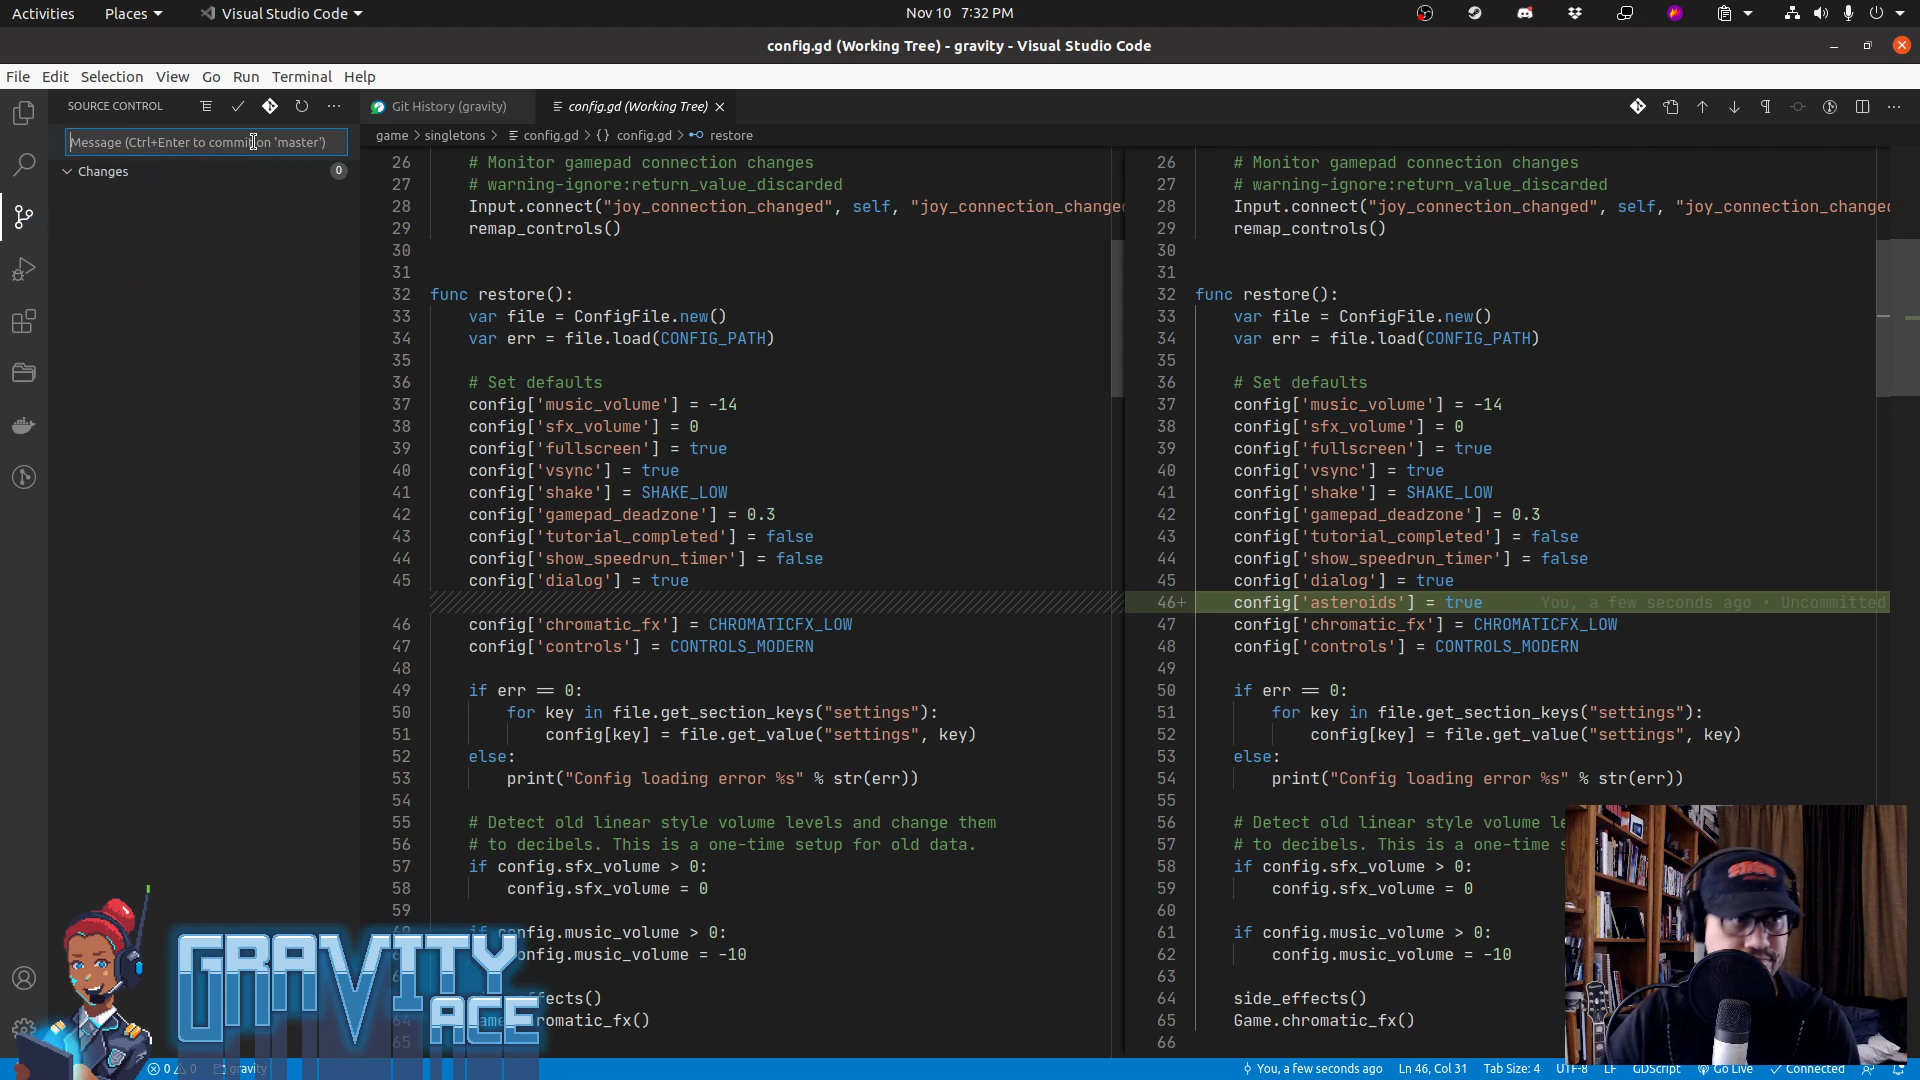 Activities
Places
Visual Studio Code
Nov 10 7:32 PM
config.gd (Working Tree) - gravity - Visual Studio Code
File Edit Selection View Go Run Terminal Help
SOURCE CONTROL
Message (Ctrl+Enter to commit on 'master')
Changes
0
Git History (gravity)
config.gd (Working Tree)
game > singletons > config.gd > {} config.gd > restore
26 # Monitor gamepad connection changes
27 # warning-ignore:return_value_discarded
28 Input.connect("joy_connection_changed", self, "joy_connection_change
29 remap_controls()
30
31
32 func restore():
33 var file = ConfigFile.new()
34 var err = file.load(CONFIG_PATH)
35
36 # Set defaults
37 config['music_volume'] = -14
38 config['sfx_volume'] = 0
39 config['fullscreen'] = true
40 config['vsync'] = true
41 config['shake'] = SHAKE_LOW
42 config['gamepad_deadzone'] = 0.3
43 config['tutorial_completed'] = false
44 config['show_speedrun_timer'] = false
45 config['dialog'] = true
46 config['chromatic_fx'] = CHROMATICFX_LOW
47 config['controls'] = CONTROLS_MODERN
48
49 if err == 0:
50 for key in file.get_section_keys("settings"):
51 config[key] = file.get_value("settings", key)
52 else:
53 print("Config loading error %s" % str(err))
54
55 # Detect old linear style volume levels and change them
56 # to decibels. This is a one-time setup for old data.
57 if config.sfx_volume > 0:
58 config.sfx_volume = 0
59
if config.music_volume > 0:
onfig.music_volume = -10
ffects()
hromatic_fx()
65
26 # Monitor gamepad connection changes
27 # warning-ignore:return_value_discarded
28 Input.connect("joy_connection_changed", self, "joy_connection_changed
29 remap_controls()
30
31
32 func restore():
33 var file = ConfigFile.new()
34 var err = file.load(CONFIG_PATH)
35
36 # Set defaults
37 config['music_volume'] = -14
38 config['sfx_volume'] = 0
39 config['fullscreen'] = true
40 config['vsync'] = true
41 config['shake'] = SHAKE_LOW
42 config['gamepad_deadzone'] = 0.3
43 config['tutorial_completed'] = false
44 config['show_speedrun_timer'] = false
45 config['dialog'] = true
46+ config['asteroids'] = true You, a few seconds ago • Uncommitted
47 config['chromatic_fx'] = CHROMATICFX_LOW
48 config['controls'] = CONTROLS_MODERN
49
50 if err == 0:
51 for key in file.get_section_keys("settings"):
52 config[key] = file.get_value("settings", key)
53 else:
54 print("Config loading error %s" % str(err))
55
56 # Detect old linear style volume le
57 # to decibels. This is a one-time s
58 if config.sfx_volume > 0:
59 config.sfx_volume = 0
60
61 if config.music_volume > 0:
62 config.music_volume = -10
63
64 side_effects()
65 Game.chromatic_fx()
66
GRAVITY
ACE
0 0 gravity
You, a few seconds ago Ln 46, Col 31 Tab Size: 4 UTF-8 LF GDScript Go Live Connected